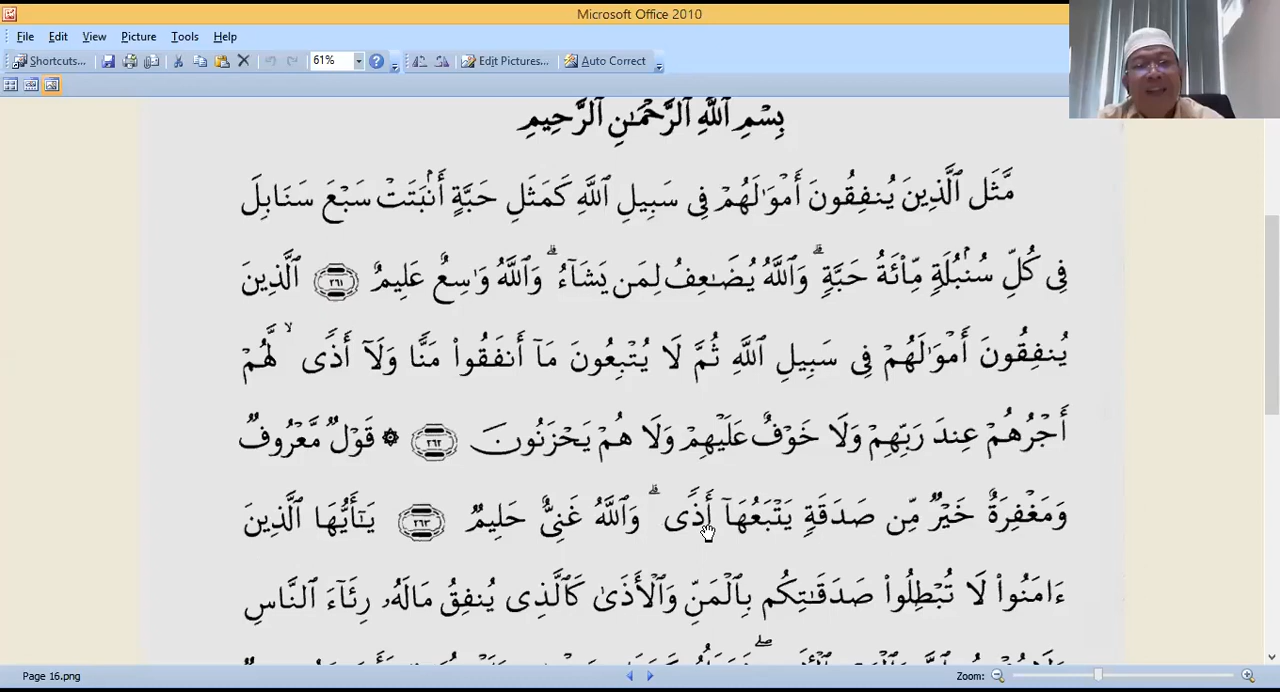 Microsoft Office 2010
File Edit View Picture Tools Help
Shortcuts... 61% Edit Pictures... Auto Correct
بِسْمِ ٱللَّهِ ٱلرَّحْمَـٰنِ ٱلرَّحِيمِ
مَّثَلُ ٱلَّذِينَ يُنفِقُونَ أَمْوَٰلَهُمْ فِى سَبِيلِ ٱللَّهِ كَمَثَلِ حَبَّةٍ أَنۢبَتَتْ سَبْعَ سَنَابِلَ
فِى كُلِّ سُنۢبُلَةٍ مِّا۟ئَةُ حَبَّةٍ ۗ وَٱللَّهُ يُضَـٰعِفُ لِمَن يَشَآءُ ۗ وَٱللَّهُ وَٰسِعٌ عَلِيمٌ ٢٦١ ٱلَّذِينَ
يُنفِقُونَ أَمْوَٰلَهُمْ فِى سَبِيلِ ٱللَّهِ ثُمَّ لَا يُتْبِعُونَ مَآ أَنفَقُوا۟ مَنًّا وَلَآ أَذًى ۙ لَّهُمْ
أَجْرُهُمْ عِندَ رَبِّهِمْ وَلَا خَوْفٌ عَلَيْهِمْ وَلَا هُمْ يَحْزَنُونَ ٢٦٢ ۞ قَوْلٌ مَّعْرُوفٌ
وَمَغْفِرَةٌ خَيْرٌ مِّن صَدَقَةٍ يَتْبَعُهَآ أَذًى ۗ وَٱللَّهُ غَنِىٌّ حَلِيمٌ ٢٦٣ يَـٰٓأَيُّهَا ٱلَّذِينَ
ءَامَنُوا۟ لَا تُبْطِلُوا۟ صَدَقَـٰتِكُم بِٱلْمَنِّ وَٱلْأَذَىٰ كَٱلَّذِى يُنفِقُ مَالَهُۥ رِئَآءَ ٱلنَّاسِ
Page 16.png Zoom: